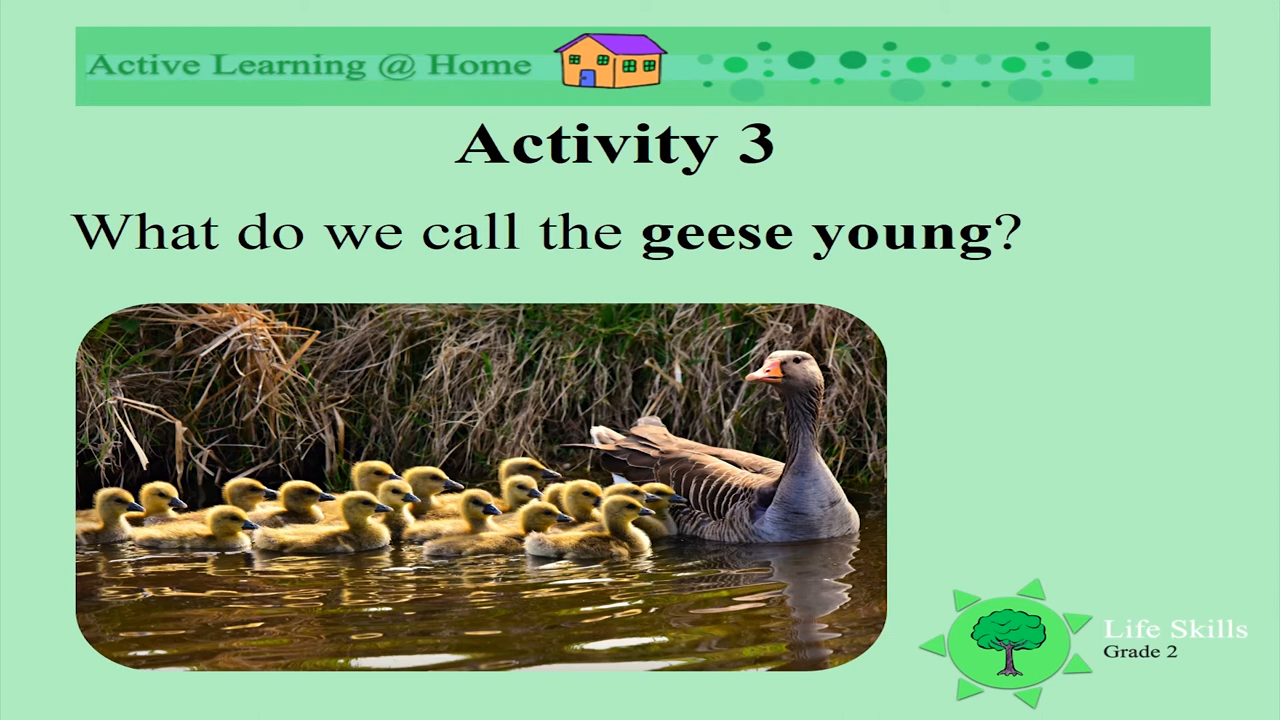 Active Learning @ Home
Activity 3
What do we call the geese young?
Life Skills
Grade 2